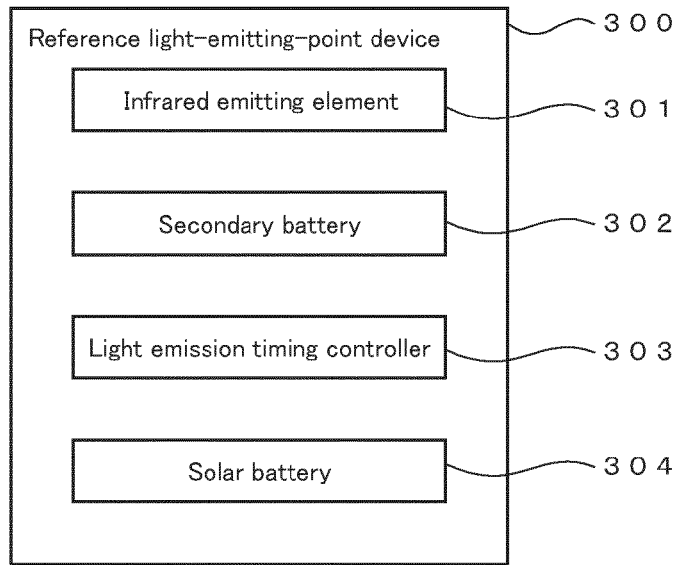 Reference light-emitting-point device
３００
Infrared emitting element
３０１
Secondary battery
３０２
Light emission timing controller
３０３
Solar battery
３０４